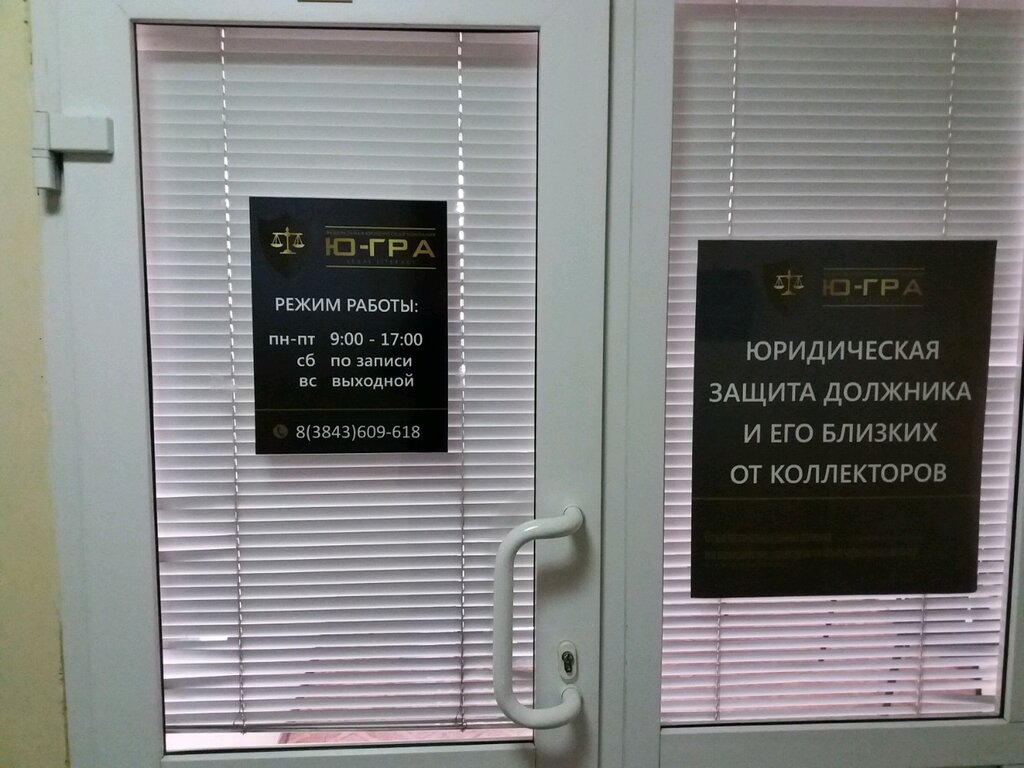 Ю-ГРА
РЕЖИМ РАБОТЫ:
пн-пт 9:00 - 17:00
сб по записи
вс выходной
8(3843)609-618
Ю-ГРА
ЮРИДИЧЕСКАЯ
ЗАЩИТА ДОЛЖНИКА
И ЕГО БЛИЗКИХ
ОТ КОЛЛЕКТОРОВ